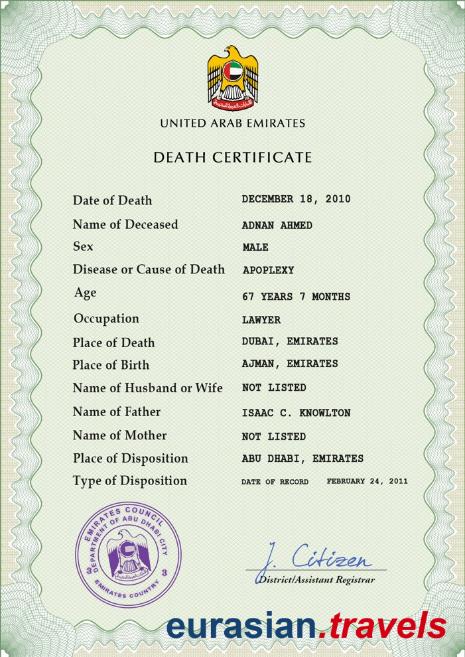 UNITED ARAB EMIRATES
DEATH CERTIFICATE
Date of Death DECEMBER 18, 2010
Name of Deceased ADNAN AHMED
Sex MALE
Disease or Cause of Death APOPLEXY
Age 67 YEARS 7 MONTHS
Occupation LAWYER
Place of Death DUBAI, EMIRATES
Place of Birth AJMAN, EMIRATES
Name of Husband or Wife NOT LISTED
Name of Father ISAAC C. KNOWLTON
Name of Mother NOT LISTED
Place of Disposition ABU DHABI, EMIRATES
Type of Disposition DATE OF RECORD FEBRUARY 24, 2011
EMIRATES COUNCIL
DEPARTMENT OF ABU DHABI CITY
EMIRATES COUNTRY
J. Citizen
District/Assistant Registrar
eurasian.travels